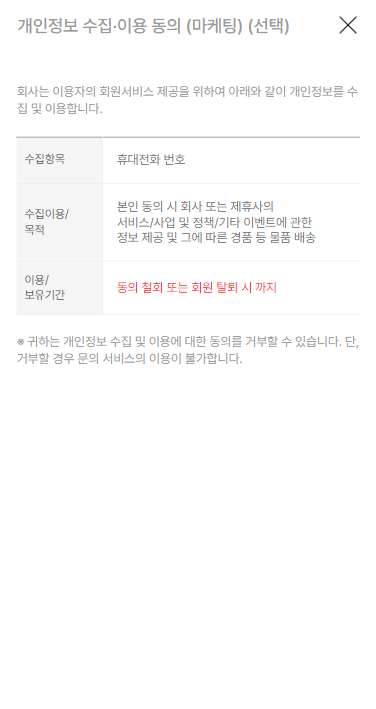 개인정보 수집·이용 동의 (마케팅) (선택)
회사는 이용자의 회원서비스 제공을 위하여 아래와 같이 개인정보를 수
집 및 이용합니다.
수집항목
휴대전화 번호
수집이용/
목적
본인 동의 시 회사 또는 제휴사의
서비스/사업 및 정책/기타 이벤트에 관한
정보 제공 및 그에 따른 경품 등 물품 배송
이용/
보유기간
동의 철회 또는 회원 탈퇴 시 까지
※ 귀하는 개인정보 수집 및 이용에 대한 동의를 거부할 수 있습니다. 단,
거부할 경우 문의 서비스의 이용이 불가합니다.